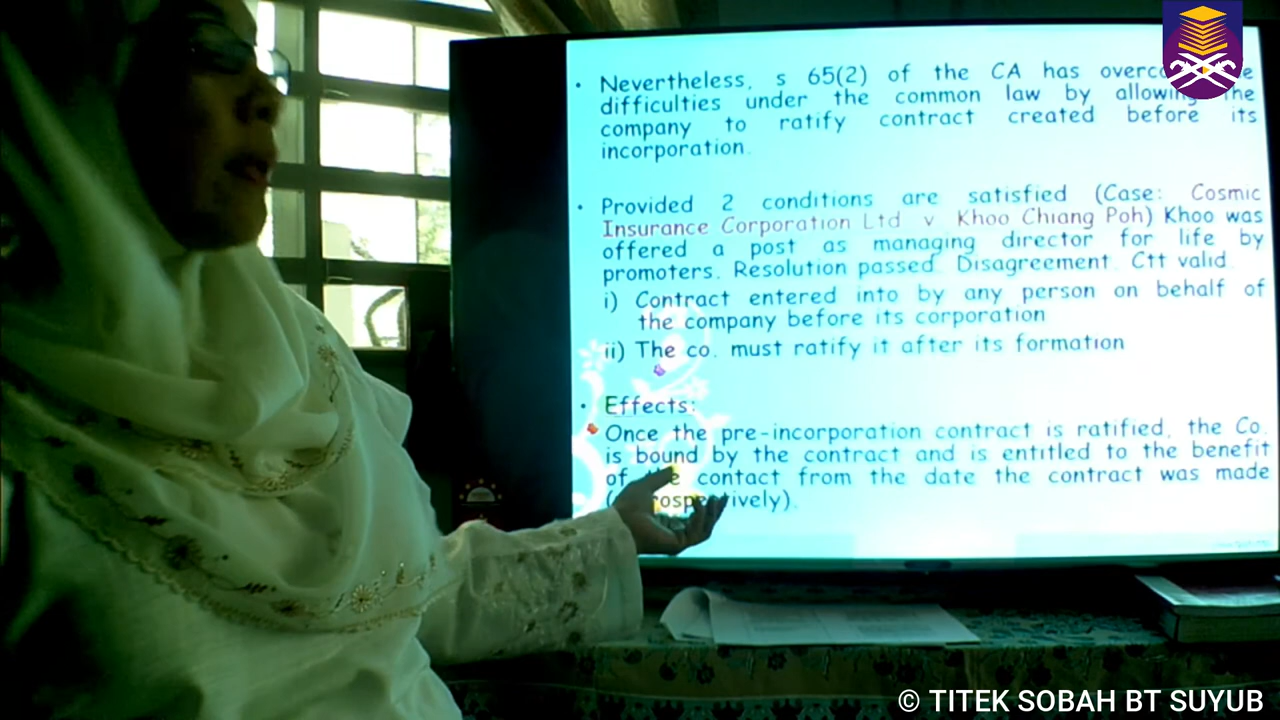 • Nevertheless, s 65(2) of the CA has
difficulties under the common law by allowing the
company to ratify contract created before its
incorporation.
• Provided 2 conditions are satisfied (Case: Cosmic
Insurance Corporation Ltd v Khoo Chiang Poh) Khoo was
offered a post as managing director for life by
promoters. Resolution passed. Disagreement. Ctt valid.
i) Contract entered into by any person on behalf of
the company before its corporation
ii) The co. must ratify it after its formation
• Effects:
Once the pre-incorporation contract is ratified, the Co.
is bound by the contract and is entitled to the benefit
of the contact from the date the contract was made
© TITEK SOBAH BT SUYUB